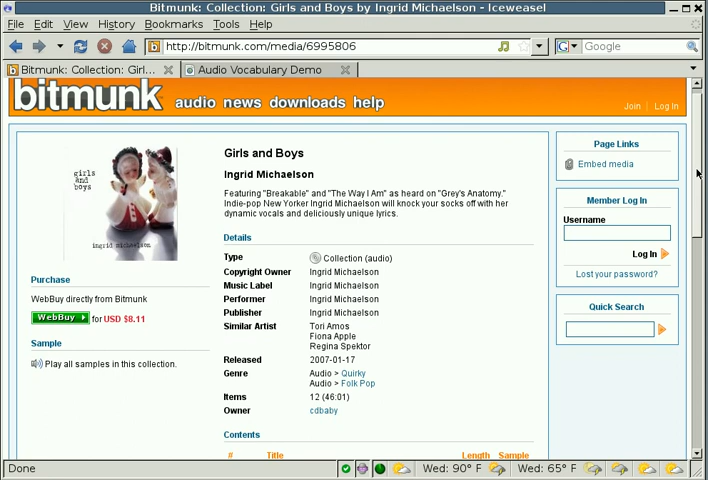 Bitmunk: Collection: Girls and Boys by Ingrid Michaelson - Iceweasel
File Edit View History Bookmarks Tools Help
http://bitmunk.com/media/6995806
G Google
Bitmunk: Collection: Girl...
Audio Vocabulary Demo
bitmunk audio news downloads help
Join | Log In
girls
and
boys
ingrid michaelson
Purchase
WebBuy directly from Bitmunk
WebBuy for USD $8.11
Sample
Play all samples in this collection.
Girls and Boys
Ingrid Michaelson
Featuring "Breakable" and "The Way I Am" as heard on "Grey's Anatomy."
Indie-pop New Yorker Ingrid Michaelson will knock your socks off with her
dynamic vocals and deliciously unique lyrics.
Details
Type Collection (audio)
Copyright Owner Ingrid Michaelson
Music Label Ingrid Michaelson
Performer Ingrid Michaelson
Publisher Ingrid Michaelson
Similar Artist Tori Amos
Fiona Apple
Regina Spektor
Released 2007-01-17
Genre Audio > Quirky
Audio > Folk Pop
Items 12 (46:01)
Owner cdbaby
Contents
# Title Length Sample
Page Links
Embed media
Member Log In
Username
Log In
Lost your password?
Quick Search
Done
Wed: 90° F
Wed: 65° F